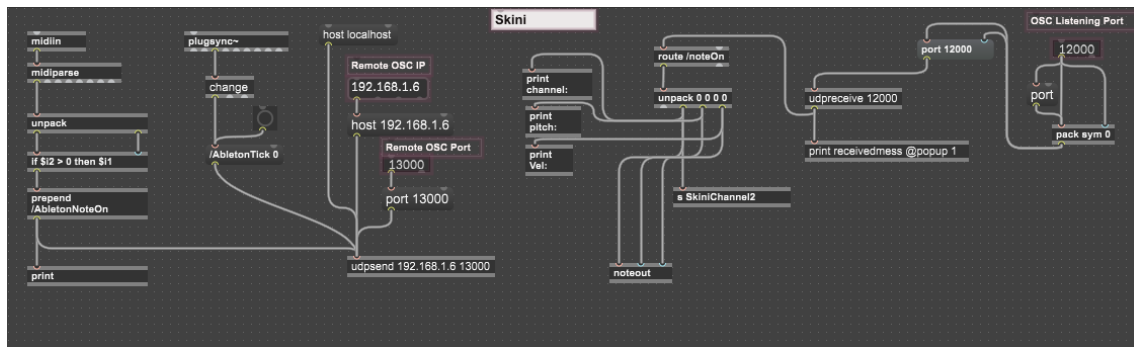 Skini
midiin
midiparse
unpack
if $i2 > 0 then $i1
prepend
/AbletonNoteOn
print
plugsync~
change
/AbletonTick 0
host localhost
Remote OSC IP
192.168.1.6
host 192.168.1.6
Remote OSC Port
13000
port 13000
udpsend 192.168.1.6 13000
print
channel:
print
pitch:
print
Vel:
route /noteOn
unpack 0 0 0 0
s SkiniChannel2
noteout
port 12000
udpreceive 12000
print receivedmess @popup 1
OSC Listening Port
12000
port
pack sym 0